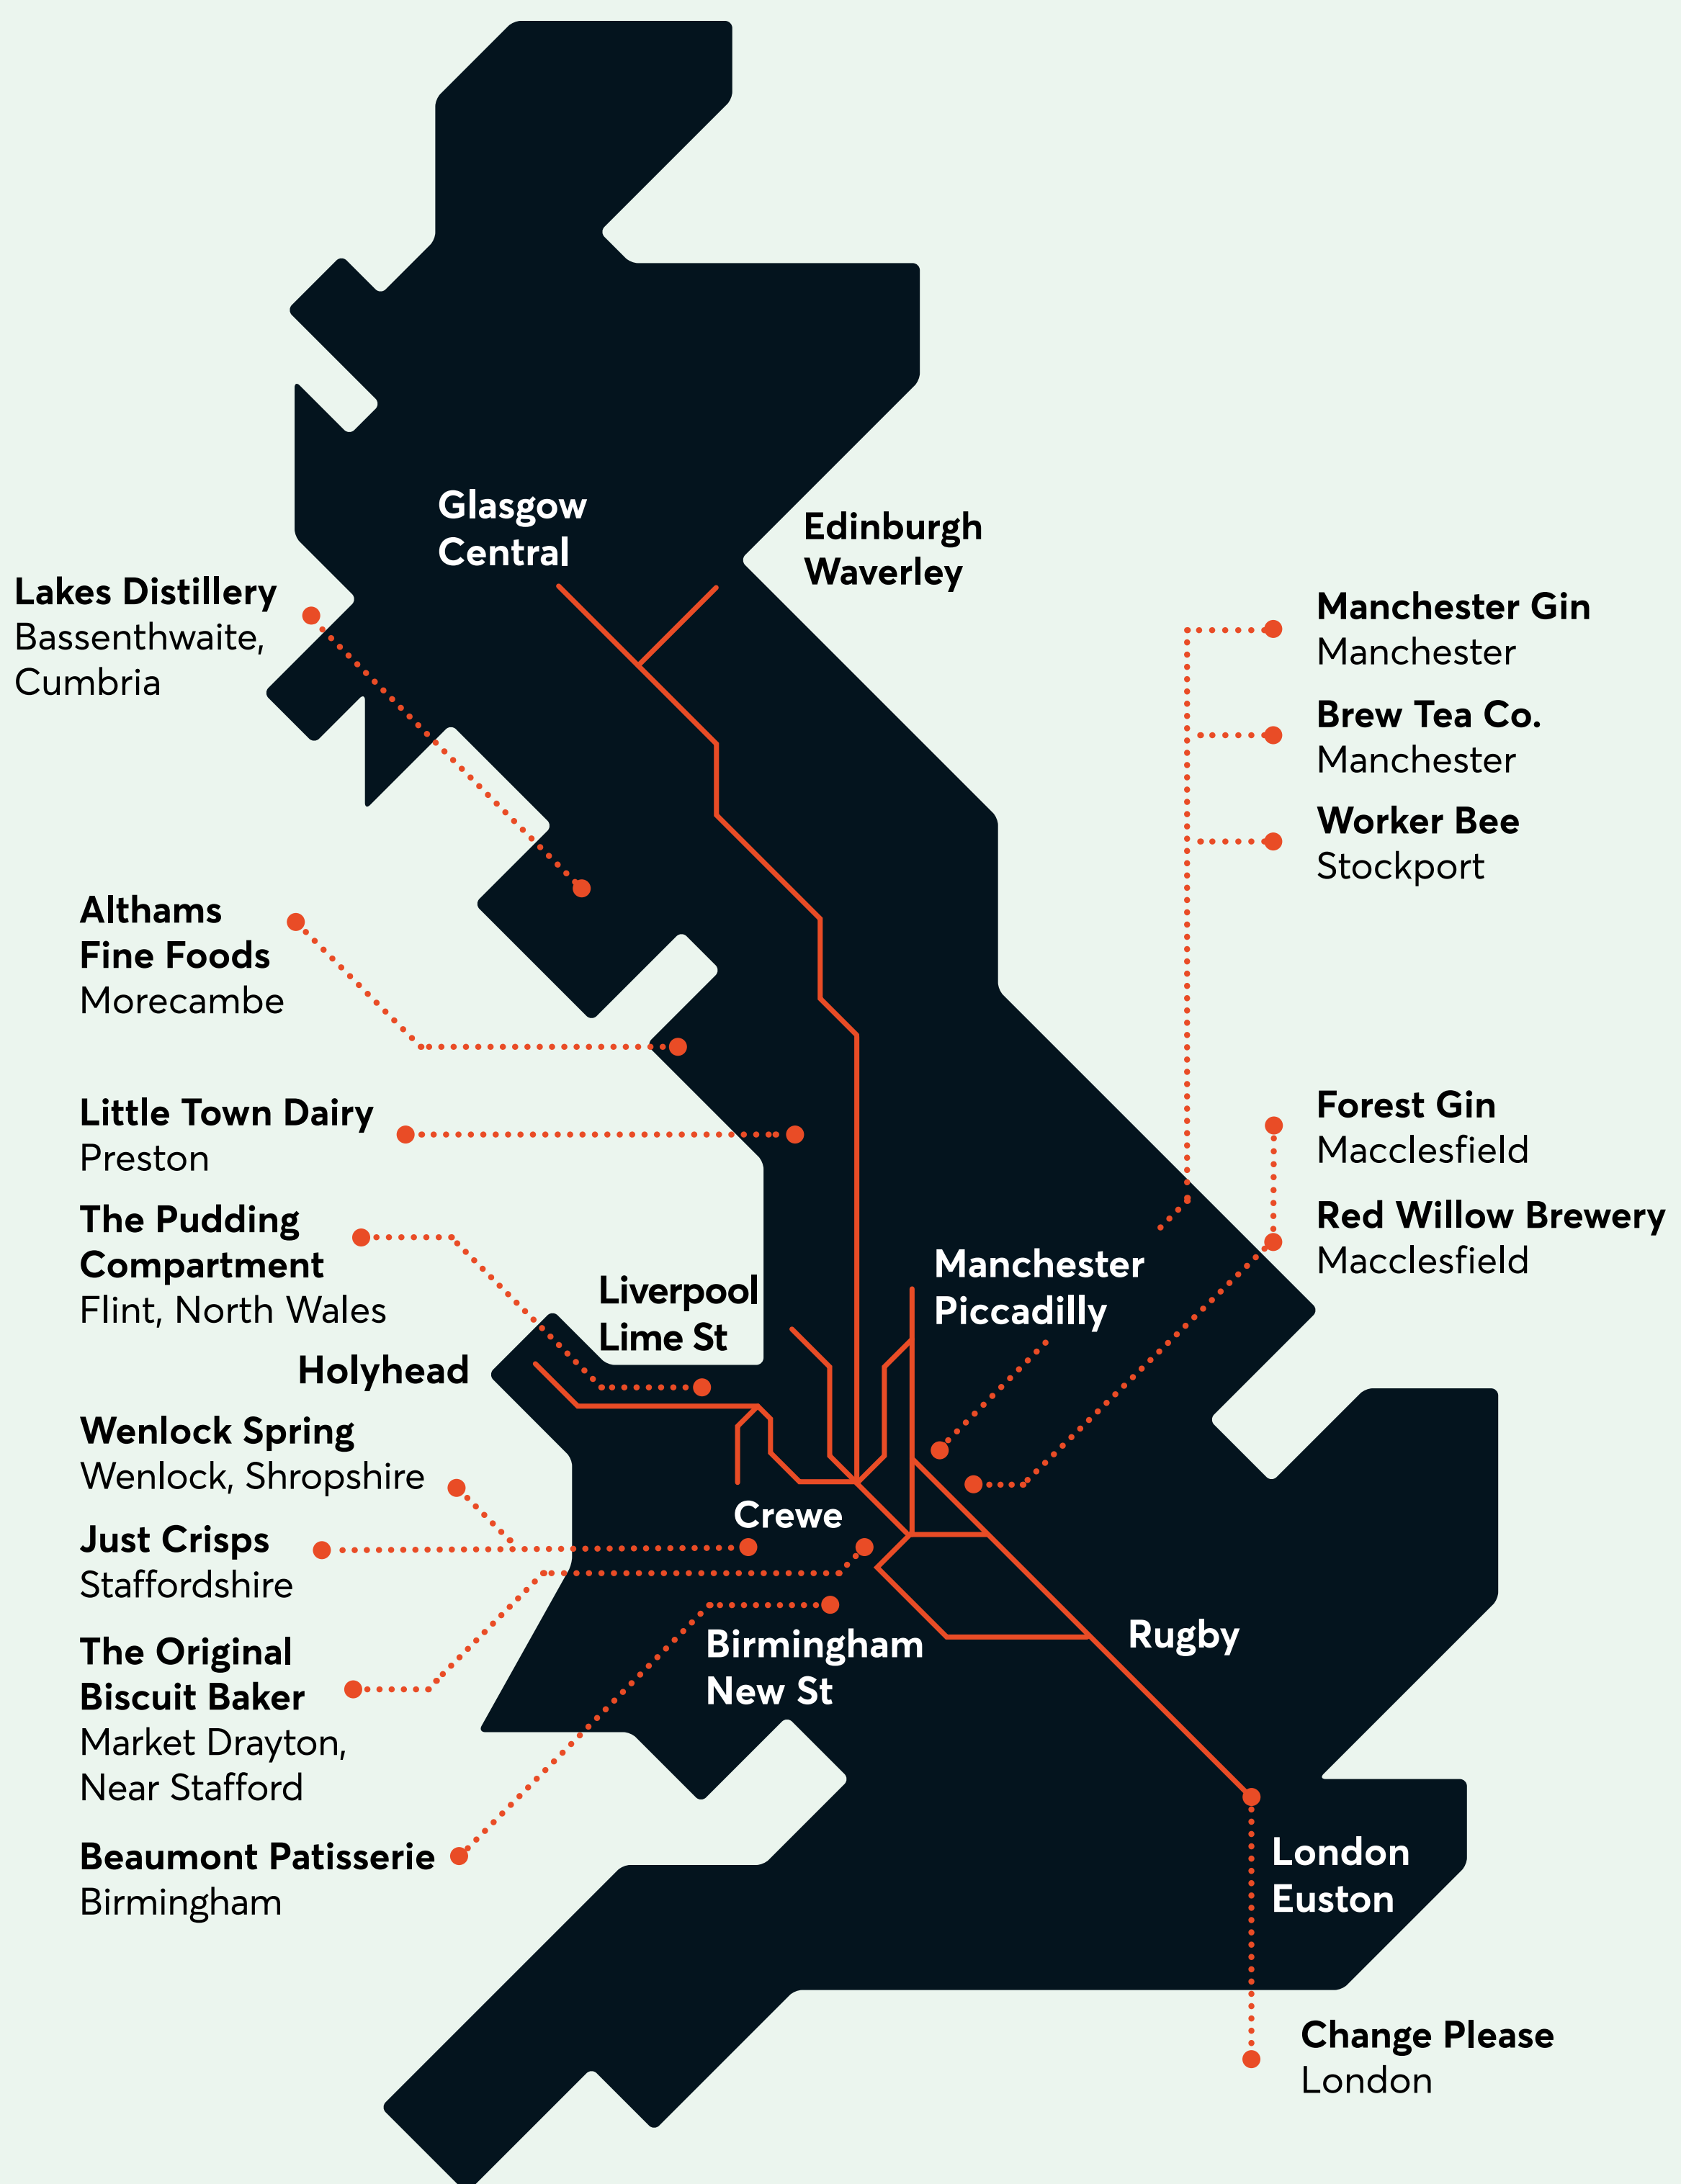 Glasgow
Central
Edinburgh
Waverley
Lakes Distillery
Bassenthwaite,
Cumbria
Manchester Gin
Manchester
Brew Tea Co.
Manchester
Worker Bee
Stockport
Althams
Fine Foods
Morecambe
Little Town Dairy
Preston
Forest Gin
Macclesfield
Red Willow Brewery
Macclesfield
The Pudding
Compartment
Flint, North Wales
Liverpool
Lime St
Manchester
Piccadilly
Holyhead
Wenlock Spring
Wenlock, Shropshire
Crewe
Just Crisps
Staffordshire
The Original
Biscuit Baker
Market Drayton,
Near Stafford
Birmingham
New St
Rugby
Beaumont Patisserie
Birmingham
London
Euston
Change Please
London